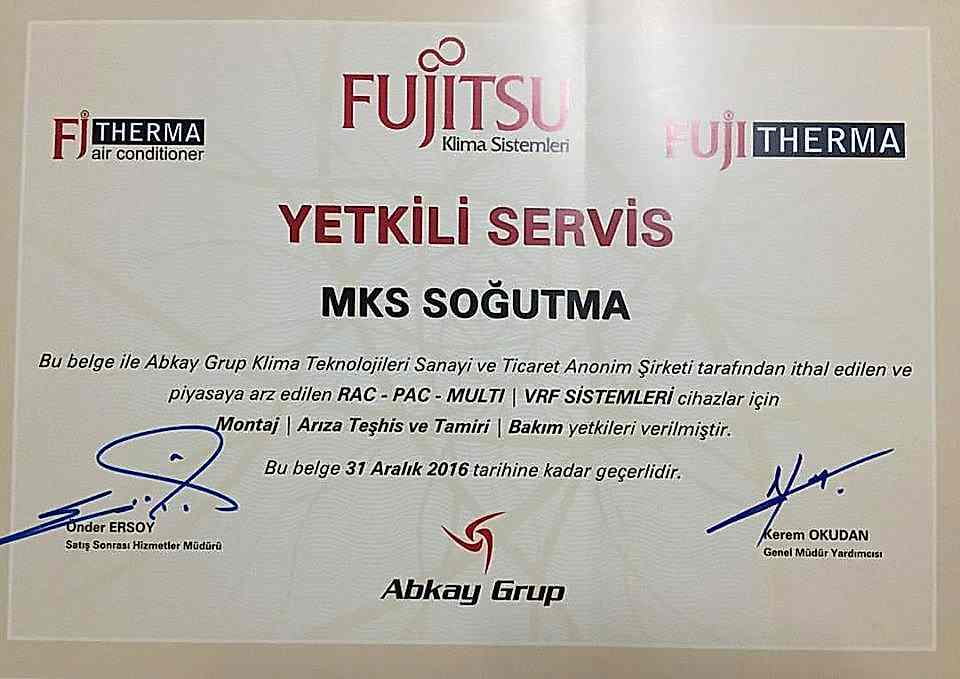 FUJITSU
Klima Sistemleri
FJ THERMA
air conditioner
FUJI THERMA
YETKİLİ SERVİS
MKS SOĞUTMA
Bu belge ile Abkay Grup Klima Teknolojileri Sanayi ve Ticaret Anonim Şirketi tarafından ithal edilen ve
piyasaya arz edilen RAC - PAC - MULTI | VRF SİSTEMLERİ cihazlar için
Montaj | Arıza Teşhis ve Tamiri | Bakım yetkileri verilmiştir.
Bu belge 31 Aralık 2016 tarihine kadar geçerlidir.
Önder ERSOY
Satış Sonrası Hizmetler Müdürü
Kerem OKUDAN
Genel Müdür Yardımcısı
Abkay Grup